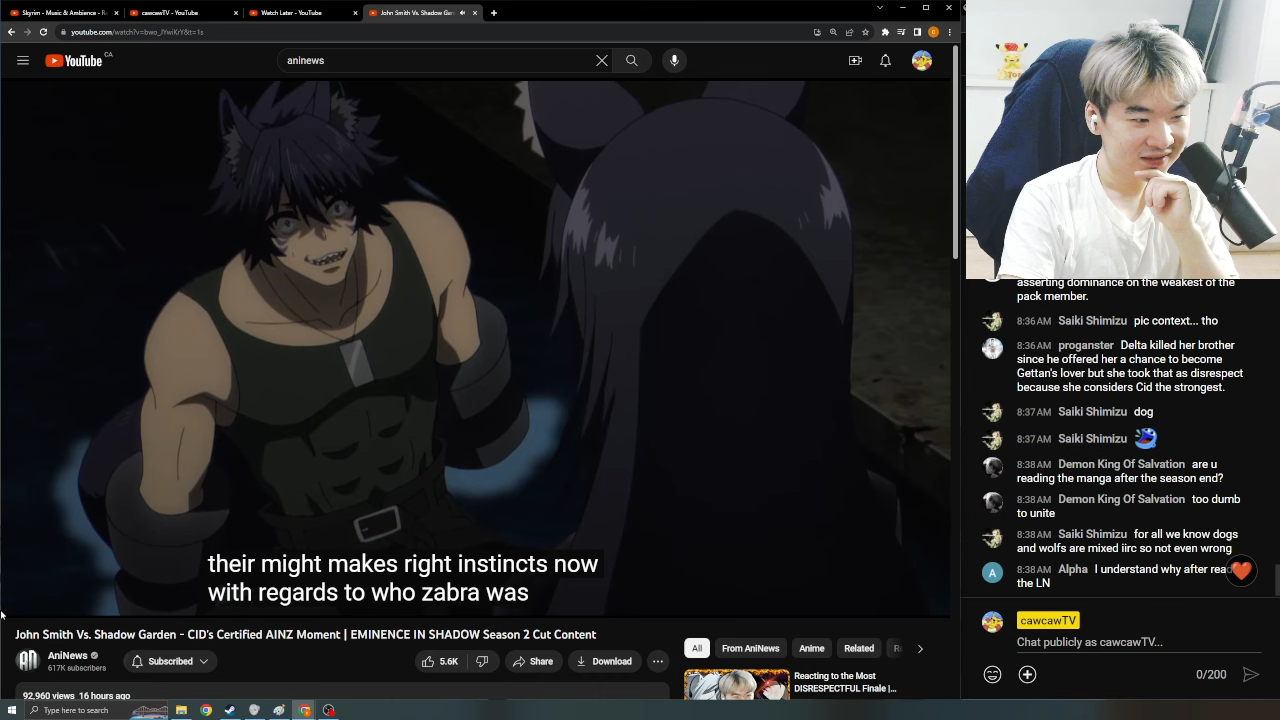 Skyrim - Music & Ambience - R
cawcawTV - YouTube
Watch Later - YouTube
John Smith Vs. Shadow Gar
youtube.com/watch?v=bwo_JYwiKrY&t=1s
YouTube CA
aninews
their might makes right instincts now
with regards to who zabra was
John Smith Vs. Shadow Garden - CID's Certified AINZ Moment | EMINENCE IN SHADOW Season 2 Cut Content
AniNews
617K subscribers
Subscribed
5.6K
Share
Download
92,960 views 16 hours ago
All
From AniNews
Anime
Related
Reacting to the Most
DISRESPECTFUL Finale |...
asserting dominance on the weakest of the
pack member.
8:36 AM Saiki Shimizu pic context... tho
8:36 AM proganster Delta killed her brother
since he offered her a chance to become
Gettan's lover but she took that as disrespect
because she considers Cid the strongest.
8:37 AM Saiki Shimizu dog
8:37 AM Saiki Shimizu
8:38 AM Demon King Of Salvation are u
reading the manga after the season end?
8:38 AM Demon King Of Salvation too dumb
to unite
8:38 AM Saiki Shimizu for all we know dogs
and wolfs are mixed iirc so not even wrong
8:38 AM Alpha I understand why after read
the LN
cawcawTV
Chat publicly as cawcawTV...
0/200
Type here to search